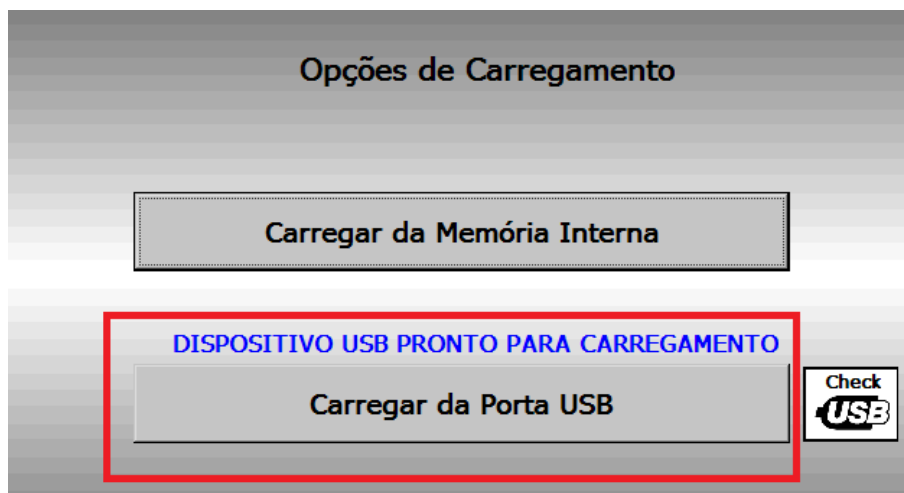 Opções de Carregamento
Carregar da Memória Interna
DISPOSITIVO USB PRONTO PARA CARREGAMENTO
Carregar da Porta USB
Check
USB